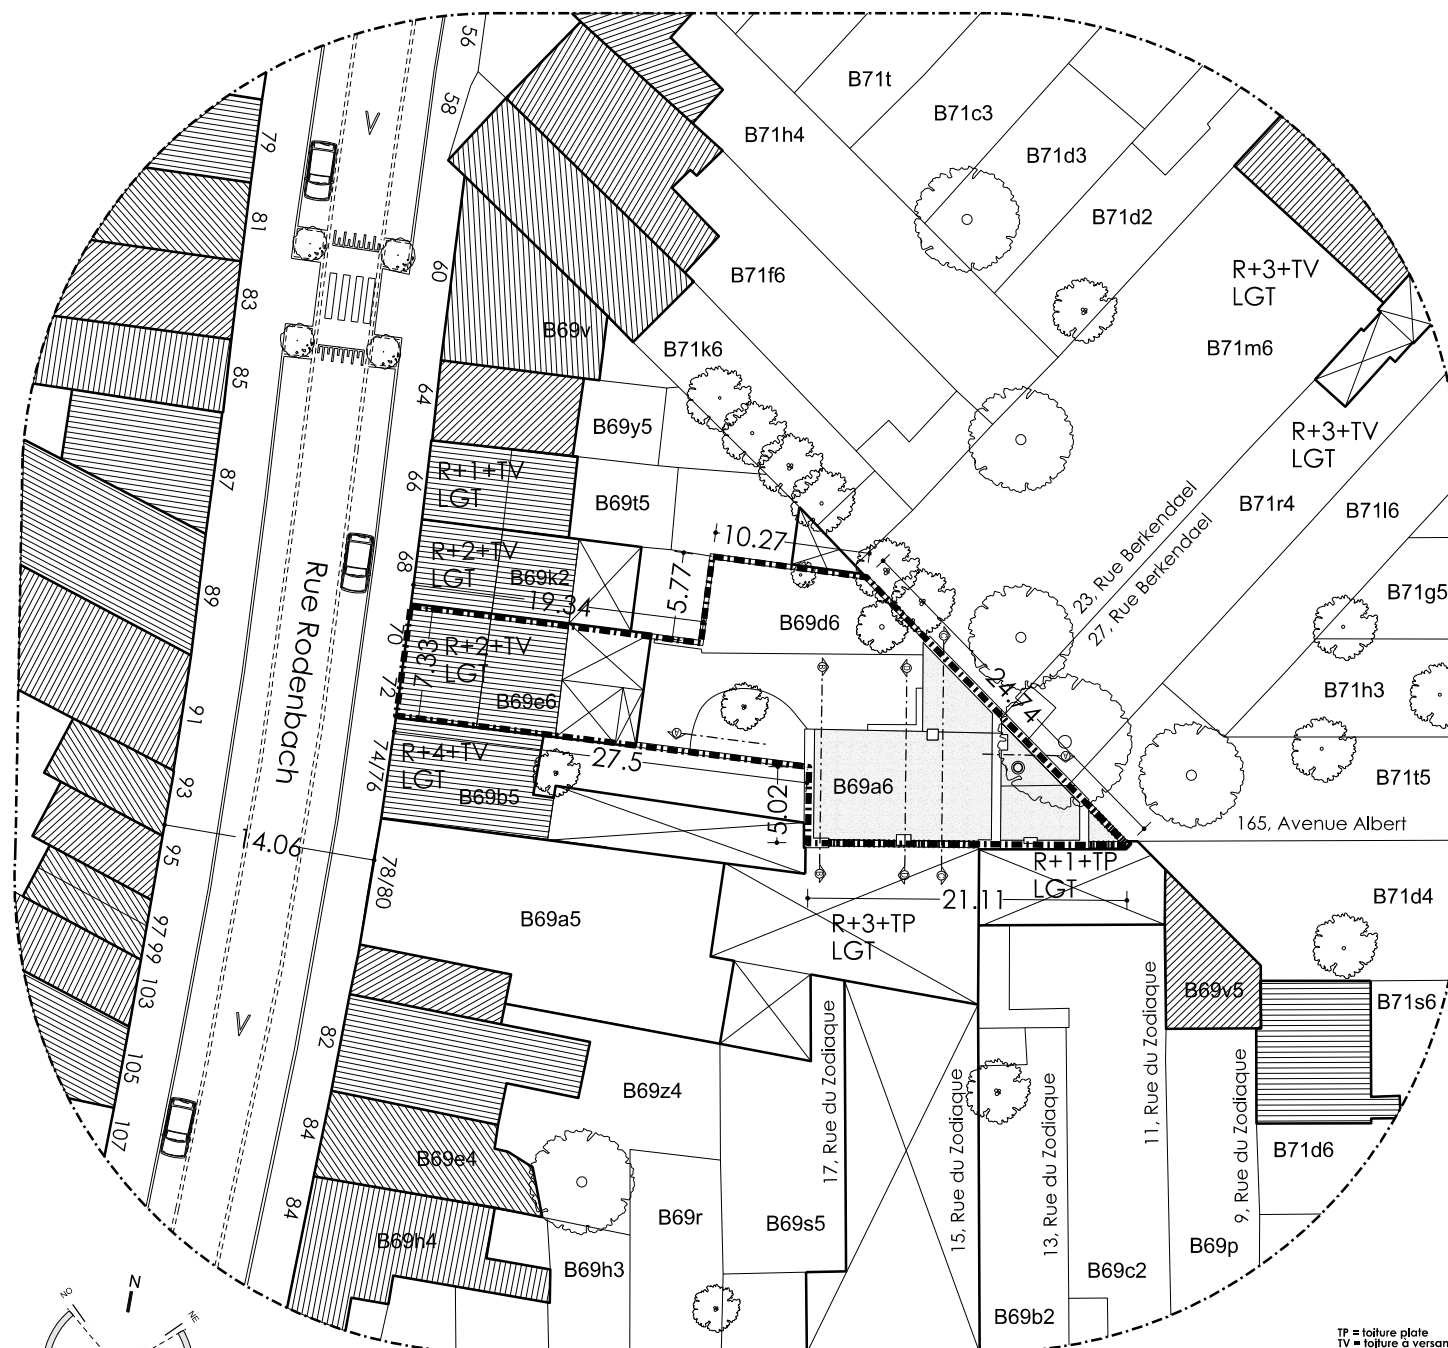 56
58
79
81
83
85
87
89
91
93
95
97
99
103
105
107
60
64
66
68
70
72
74/76
78/80
82
84
84
V
V
Rue Rodenbach
14.06
B71t
B71c3
B71h4
B71d3
B71d2
B71f6
R+3+TV
LGT
B69v
B71k6
B71m6
B69y5
R+3+TV
LGT
R+1+TV
LGT
B69t5
B71r4
B71l6
10.27
R+2+TV
LGT
B69k2
5.77
19.34
B69d6
23, Rue Berkendael
27, Rue Berkendael
B71g5
R+2+TV
LGT
7.33
B69e6
24.74
B71h3
R+4+TV
LGT
27.5
B69b5
5.02
B69a6
B71t5
165, Avenue Albert
R+1+TP
LGT
21.11
B71d4
B69a5
R+3+TP
LGT
B69v5
B71s6
B69z4
17, Rue du Zodiaque
15, Rue du Zodiaque
13, Rue du Zodiaque
11, Rue du Zodiaque
9, Rue du Zodiaque
B71d6
B69e4
B69r
B69s5
B69h4
B69h3
B69p
B69c2
B69b2
N
NO
NE
TP = toiture plate
TV = toiture à versan